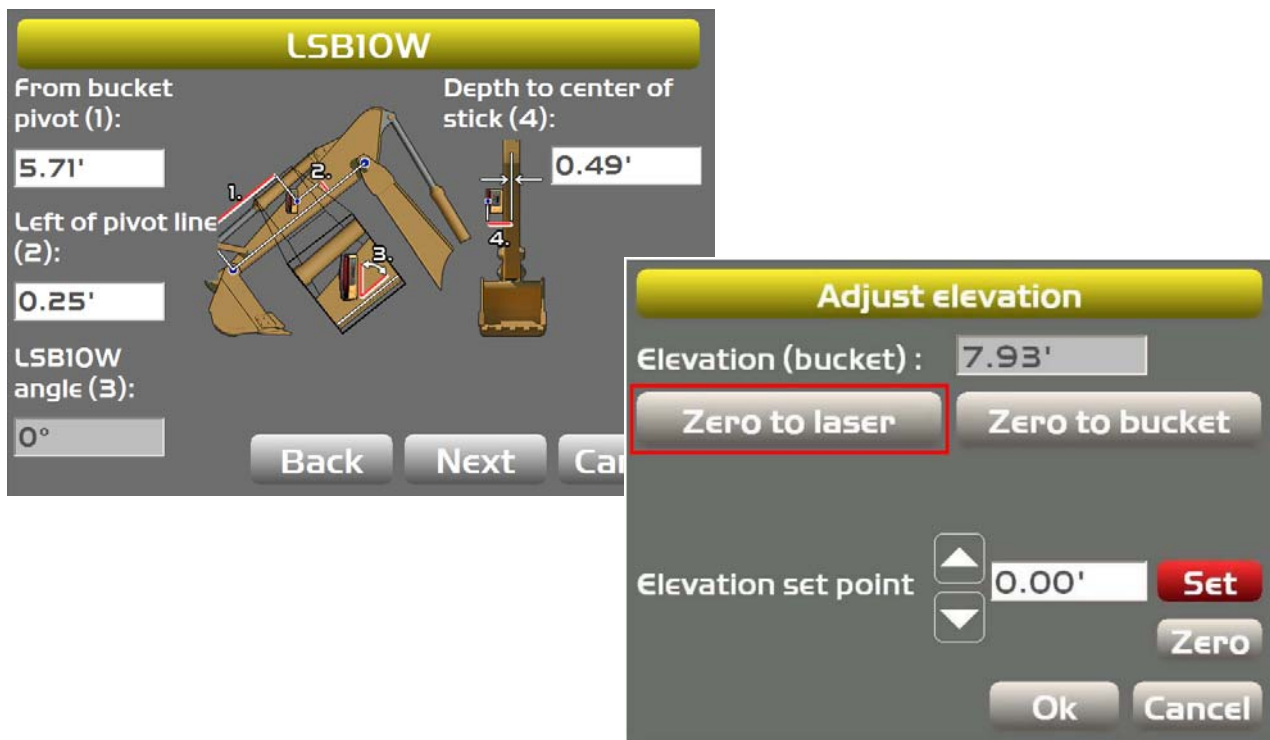 LSB10W
From bucket
pivot (1):
5.71'
Depth to center of
stick (4):
0.49'
Left of pivot line
(2):
0.25'
LSB10W
angle (3):
0°
1.
2.
3.
4.
Back
Next
Adjust elevation
Elevation (bucket) :
7.93'
Zero to laser
Zero to bucket
Elevation set point
0.00'
Set
Zero
Ok
Cancel